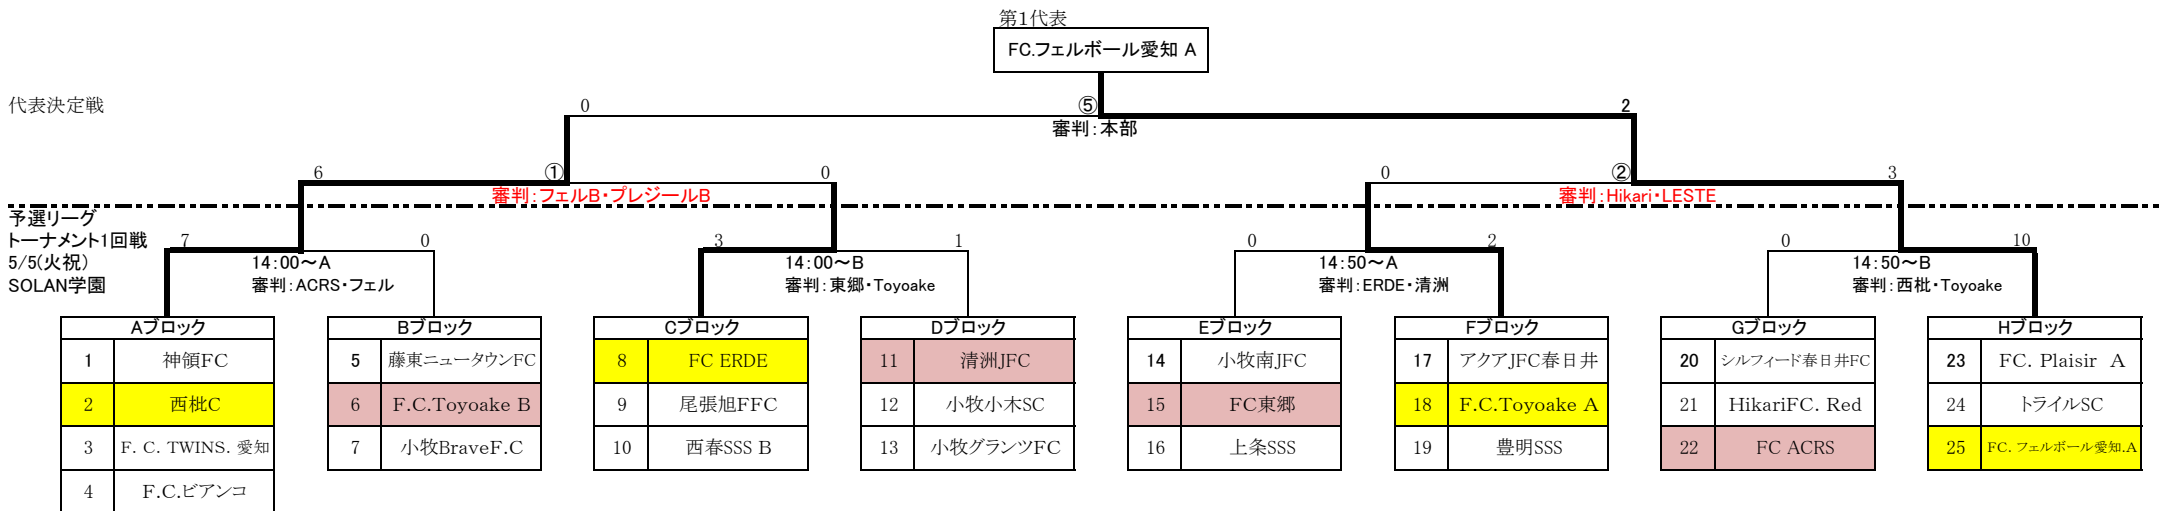 第1代表
FC.フェルボール愛知 A
代表決定戦
0 ⑤ 2
審判：本部
6 ① 0 0 ② 3
審判：フェルB・プレジールB 審判：Hikari・LESTE
予選リーグ
トーナメント1回戦 7 0 3 1 0 2 0 10
5/5(火祝) 14：00～A 14：00～B 14：50～A 14：50～B
SOLAN学園 審判：ACRS・フェル 審判：東郷・Toyoake 審判：ERDE・清洲 審判：西枇・Toyoake
Aブロック Bブロック Cブロック Dブロック Eブロック Fブロック Gブロック Hブロック
1 神領FC 5 藤東ニュータウンFC 8 FC ERDE 11 清洲JFC 14 小牧南JFC 17 アクアJFC春日井 20 シルフィード春日井FC 23 FC. Plaisir A
2 西枇C 6 F.C.Toyoake B 9 尾張旭FFC 12 小牧小木SC 15 FC東郷 18 F.C.Toyoake A 21 HikariFC. Red 24 トライルSC
3 F. C. TWINS. 愛知 7 小牧BraveF.C 10 西春SSS B 13 小牧グランツFC 16 上条SSS 19 豊明SSS 22 FC ACRS 25 FC. フェルボール愛知.A
4 F.C.ビアンコ